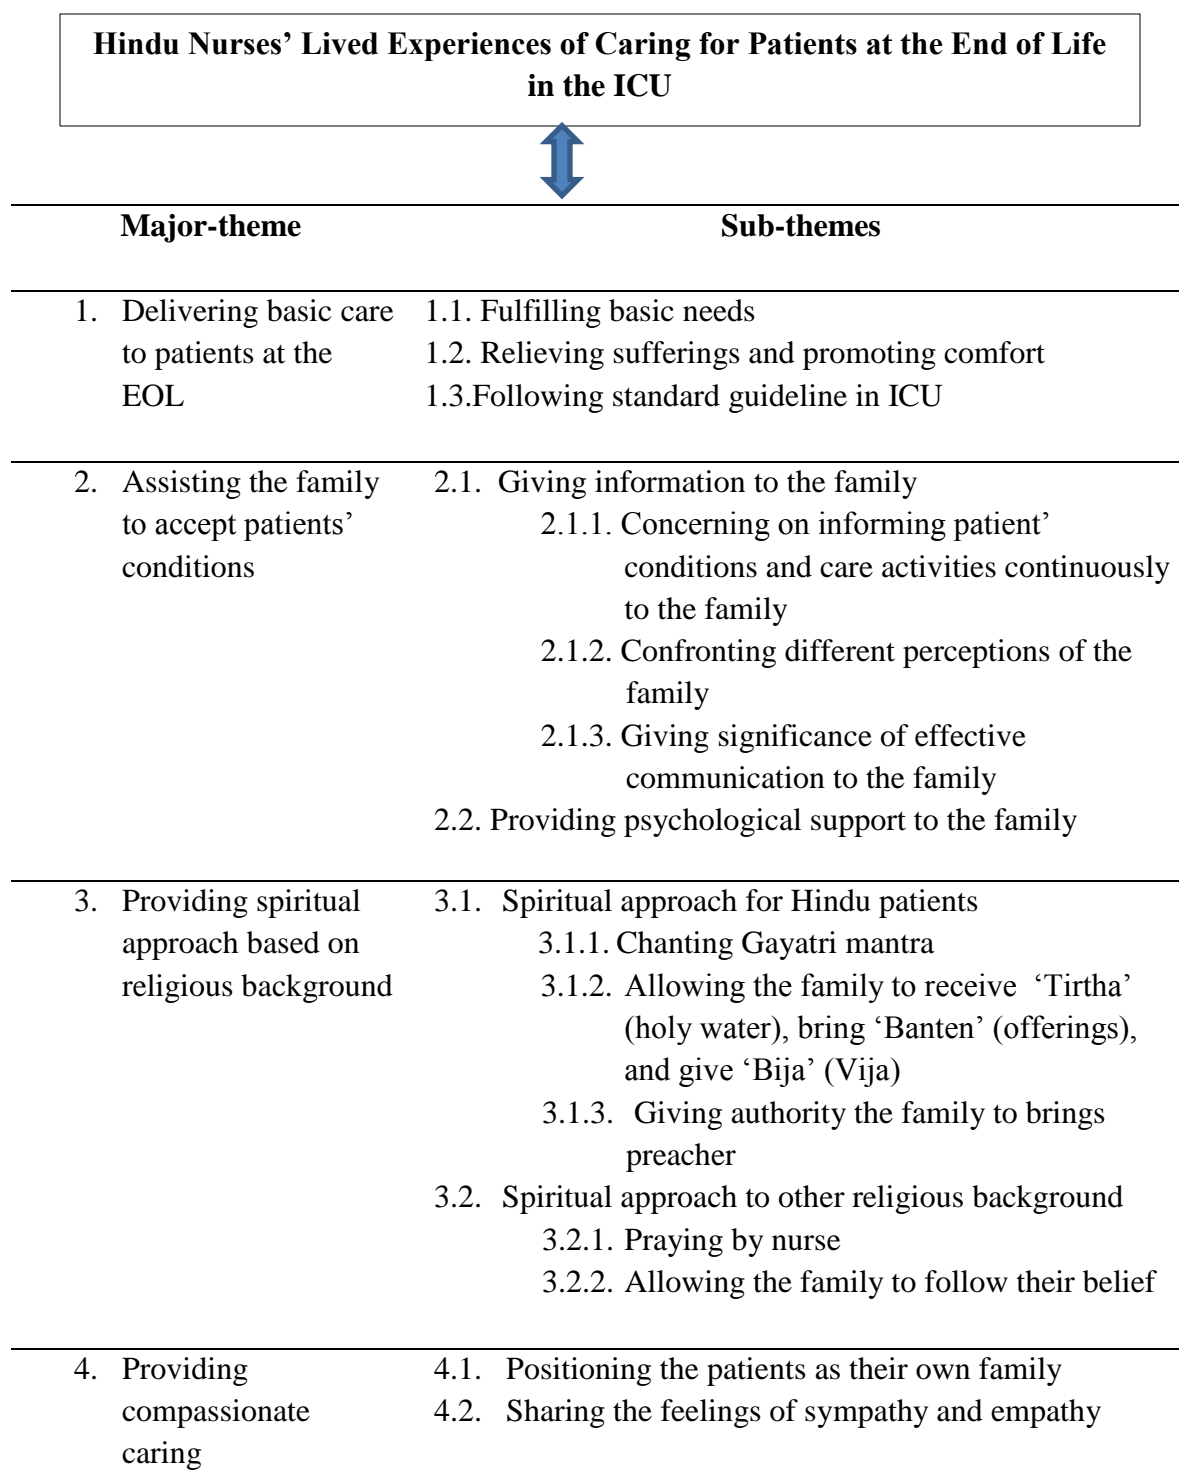 Hindu Nurses’ Lived Experiences of Caring for Patients at the End of Life
in the ICU
Major-theme Sub-themes
1. Delivering basic care
to patients at the
EOL
1.1. Fulfilling basic needs
1.2. Relieving sufferings and promoting comfort
1.3.Following standard guideline in ICU
2. Assisting the family
to accept patients’
conditions
2.1. Giving information to the family
2.1.1. Concerning on informing patient’
conditions and care activities continuously
to the family
2.1.2. Confronting different perceptions of the
family
2.1.3. Giving significance of effective
communication to the family
2.2. Providing psychological support to the family
3. Providing spiritual
approach based on
religious background
3.1. Spiritual approach for Hindu patients
3.1.1. Chanting Gayatri mantra
3.1.2. Allowing the family to receive ‘Tirtha’
(holy water), bring ‘Banten’ (offerings),
and give ‘Bija’ (Vija)
3.1.3. Giving authority the family to brings
preacher
3.2. Spiritual approach to other religious background
3.2.1. Praying by nurse
3.2.2. Allowing the family to follow their belief
4. Providing
compassionate
caring
4.1. Positioning the patients as their own family
4.2. Sharing the feelings of sympathy and empathy